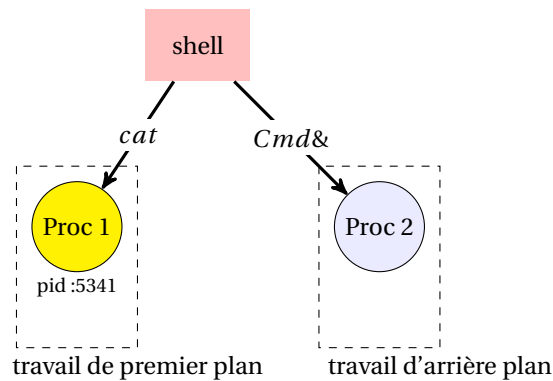 shell
cat
Cmd&
Proc 1
Proc 2
pid :5341
travail de premier plan
travail d'arrière plan